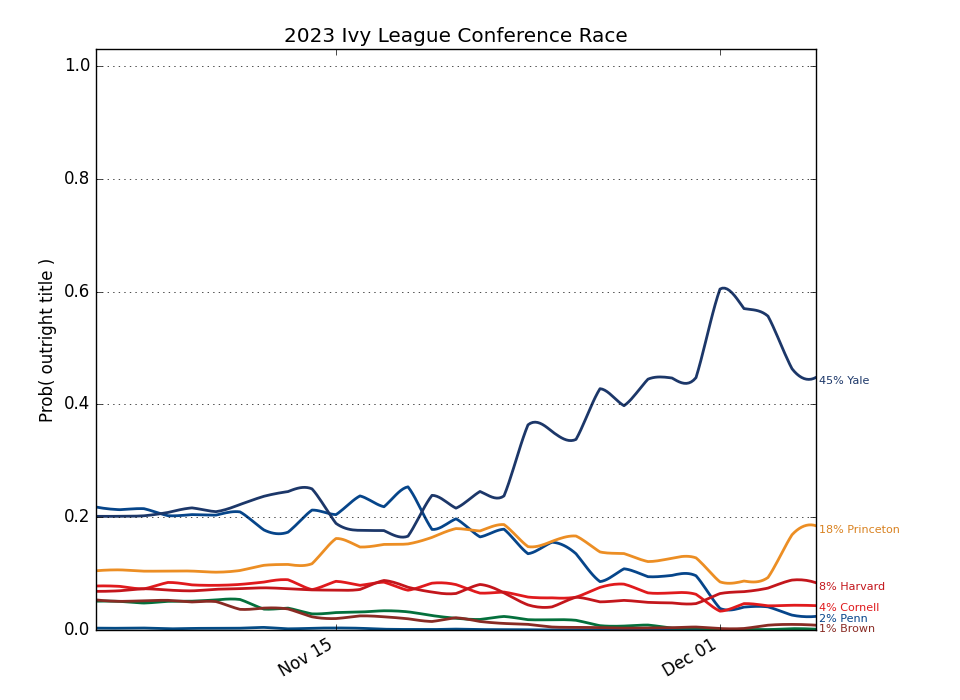 2023 Ivy League Conference Race
Prob( outright title )
1.0
0.8
0.6
0.4
0.2
0.0
Nov 15
Dec 01
45% Yale
18% Princeton
8% Harvard
4% Cornell
2% Penn
1% Brown